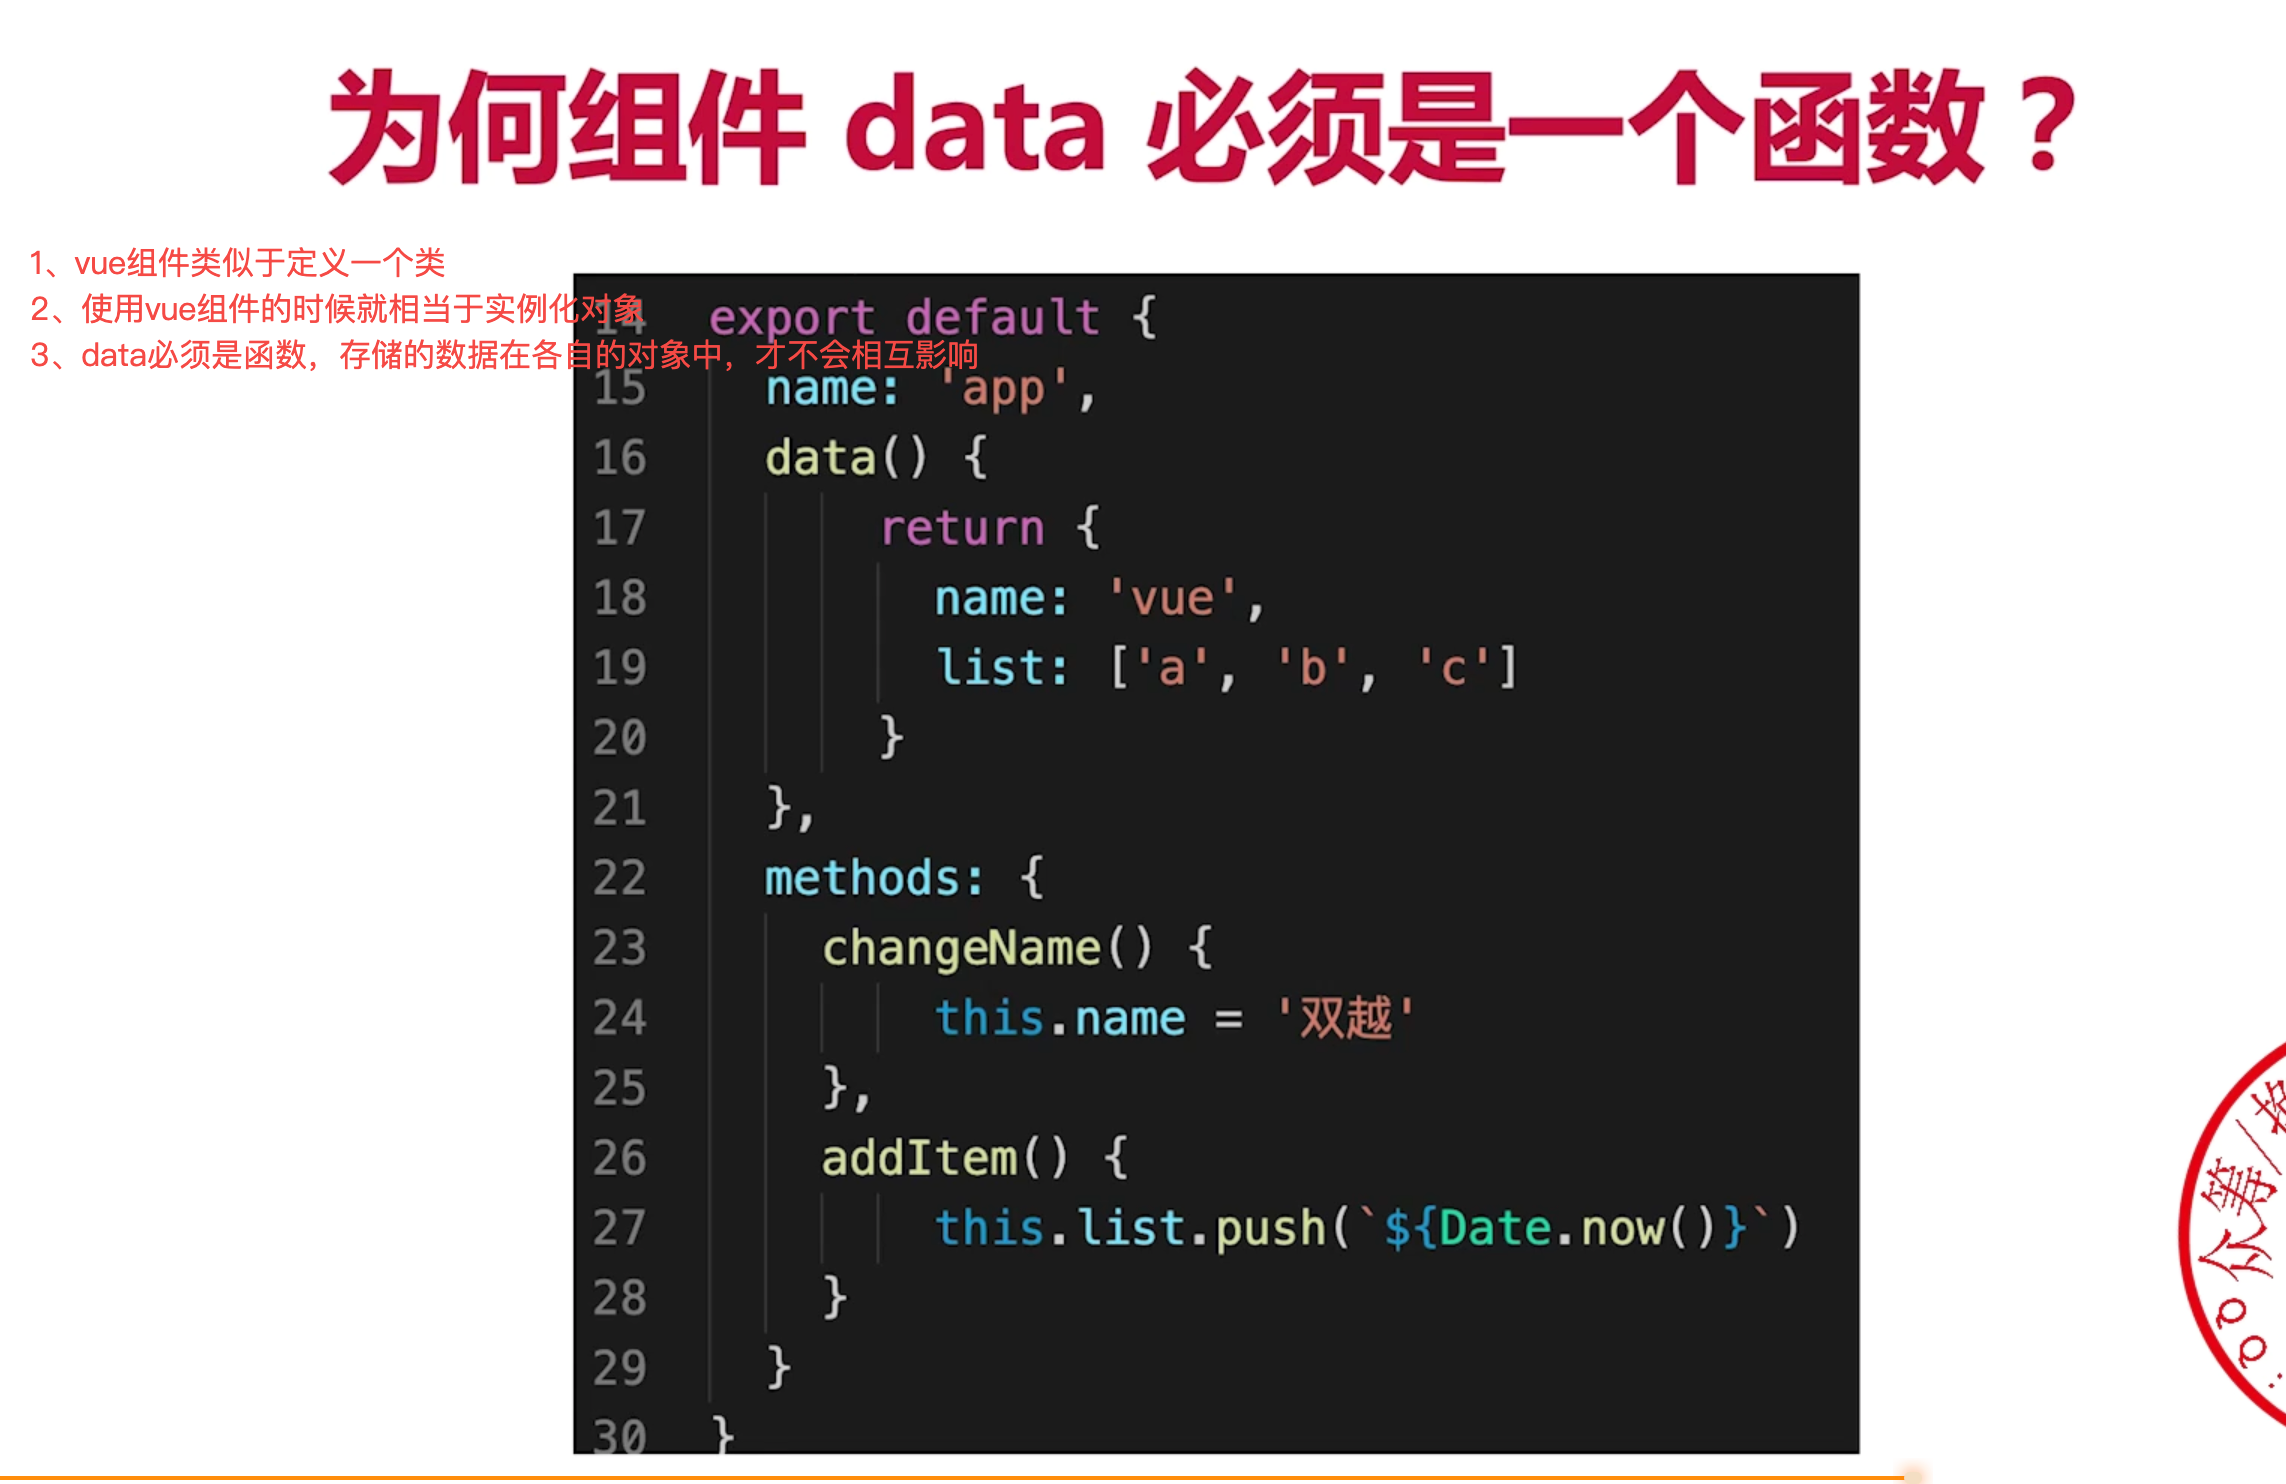 为何组件 data 必须是一个函数？
1、vue组件类似于定义一个类
2、使用vue组件的时候就相当于实例化对象
3、data必须是函数，存储的数据在各自的对象中，才不会相互影响
14 export default {
15 name: 'app',
16 data() {
17 return {
18 name: 'vue',
19 list: ['a', 'b', 'c']
20 }
21 },
22 methods: {
23 changeName() {
24 this.name = '双越'
25 },
26 addItem() {
27 this.list.push(`${Date.now()}`)
28 }
29 }
30 }
众筹/
QQ: